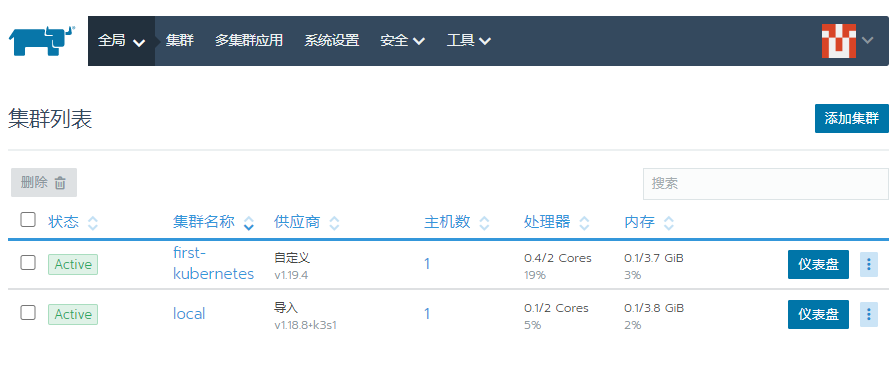 全局 集群 多集群应用 系统设置 安全 工具
集群列表 添加集群
删除 搜索
状态 集群名称 供应商 主机数 处理器 内存
Active first-kubernetes 自定义 1 0.4/2 Cores 0.1/3.7 GiB 仪表盘
v1.19.4 19% 3%
Active local 导入 1 0.1/2 Cores 0.1/3.8 GiB 仪表盘
v1.18.8+k3s1 5% 2%